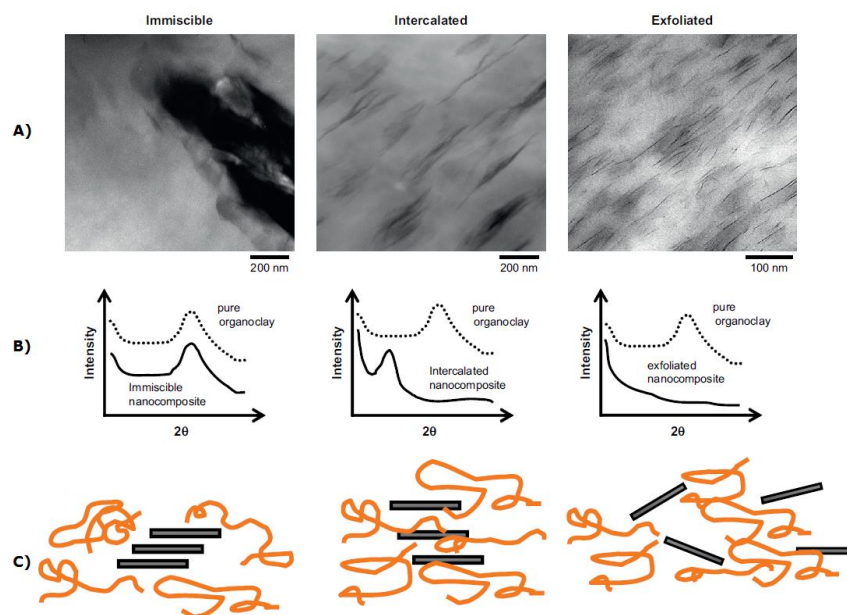 Immiscible
Intercalated
Exfoliated
A)
200 nm
200 nm
100 nm
B)
Intensity
pure
organoclay
Immiscible
nanocomposite
2θ
Intensity
pure
organoclay
Intercalated
nanocomposite
2θ
Intensity
pure
organoclay
exfoliated
nanocomposite
2θ
C)